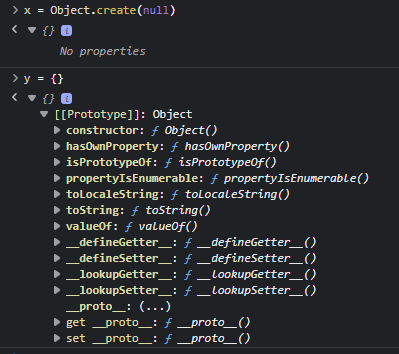 > x = Object.create(null)
< ▼ {} i
No properties
> y = {}
< ▼ {} i
▼ [[Prototype]]: Object
▶ constructor: ƒ Object()
▶ hasOwnProperty: ƒ hasOwnProperty()
▶ isPrototypeOf: ƒ isPrototypeOf()
▶ propertyIsEnumerable: ƒ propertyIsEnumerable()
▶ toLocaleString: ƒ toLocaleString()
▶ toString: ƒ toString()
▶ valueOf: ƒ valueOf()
▶ __defineGetter__: ƒ __defineGetter__()
▶ __defineSetter__: ƒ __defineSetter__()
▶ __lookupGetter__: ƒ __lookupGetter__()
▶ __lookupSetter__: ƒ __lookupSetter__()
__proto__: (...)
▶ get __proto__: ƒ __proto__()
▶ set __proto__: ƒ __proto__()